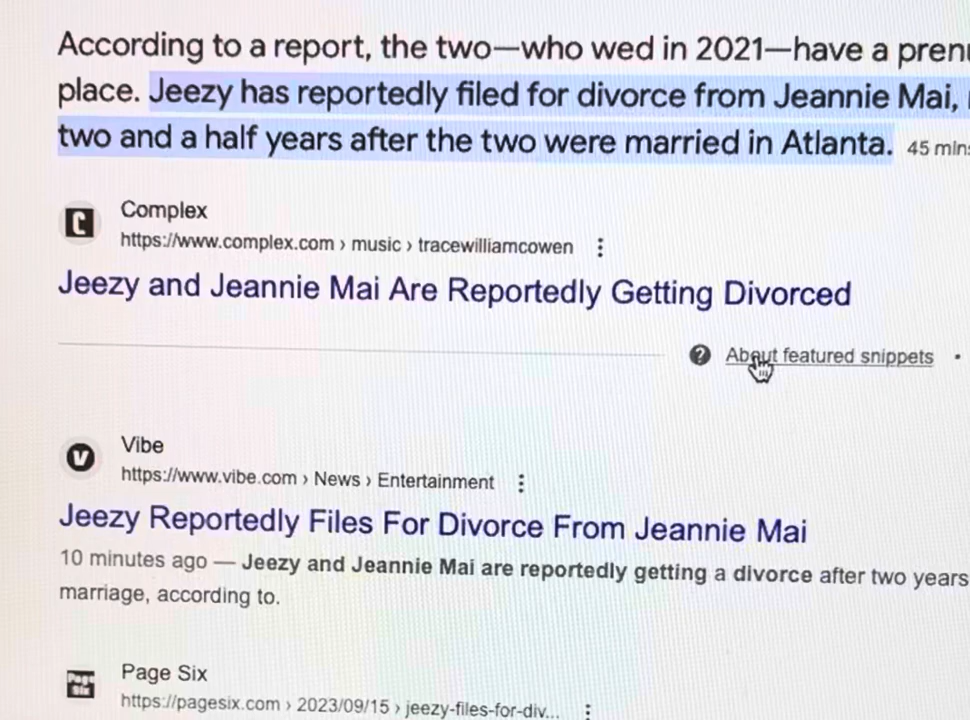 According to a report, the two—who wed in 2021—have a pren
place. Jeezy has reportedly filed for divorce from Jeannie Mai,
two and a half years after the two were married in Atlanta. 45 mins
Complex
https://www.complex.com › music › tracewilliamcowen
Jeezy and Jeannie Mai Are Reportedly Getting Divorced
About featured snippets
Vibe
https://www.vibe.com › News › Entertainment
Jeezy Reportedly Files For Divorce From Jeannie Mai
10 minutes ago — Jeezy and Jeannie Mai are reportedly getting a divorce after two years
marriage, according to.
Page Six
https://pagesix.com › 2023/09/15 › jeezy-files-for-div...